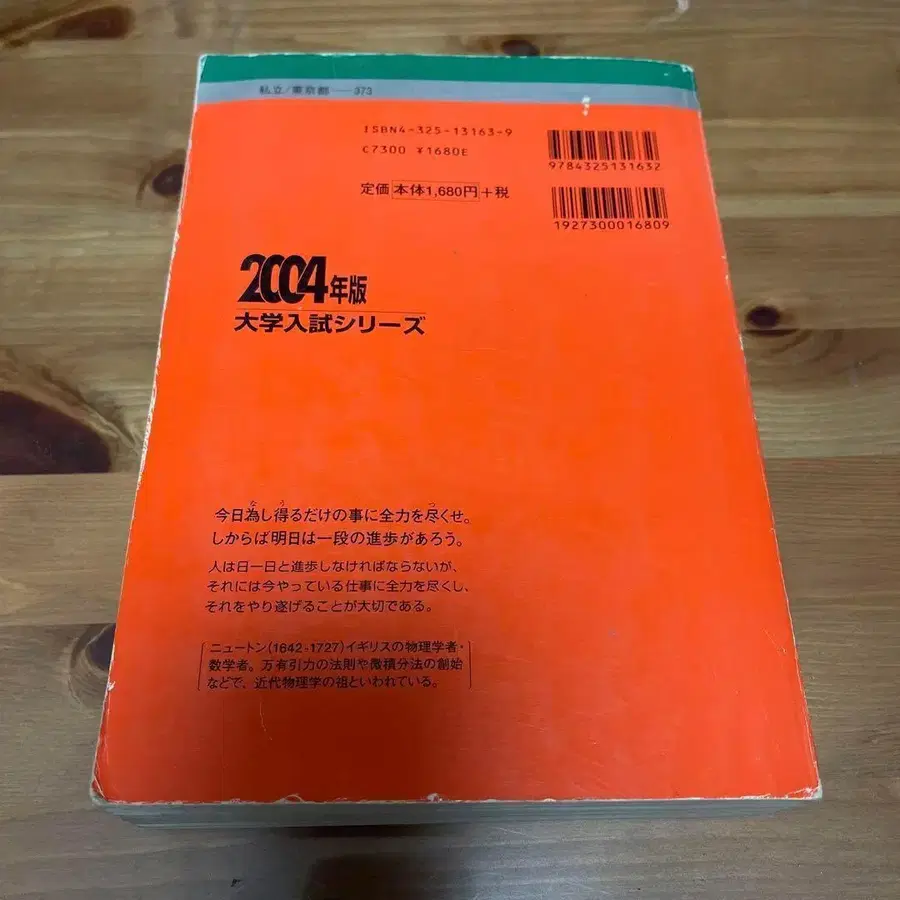 私立/東京都──373
ISBN4-325-13163-9
C7300 ¥1680E
定価 本体1,680円+税
9784325131632
1927300016809
2004年版
大学入試シリーズ
な う つ
今日為し得るだけの事に全力を尽くせ。
しからば明日は一段の進歩があろう。
人は日一日と進歩しなければならないが、
それには今やっている仕事に全力を尽くし、
それをやり遂げることが大切である。
ニュートン(1642-1727)イギリスの物理学者・
数学者。万有引力の法則や微積分法の創始
などで、近代物理学の祖といわれている。